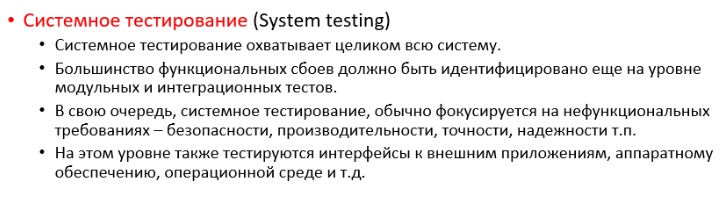 • Системное тестирование (System testing)
• Системное тестирование охватывает целиком всю систему.
• Большинство функциональных сбоев должно быть идентифицировано еще на уровне
модульных и интеграционных тестов.
• В свою очередь, системное тестирование, обычно фокусируется на нефункциональных
требованиях – безопасности, производительности, точности, надежности т.п.
• На этом уровне также тестируются интерфейсы к внешним приложениям, аппаратному
обеспечению, операционной среде и т.д.